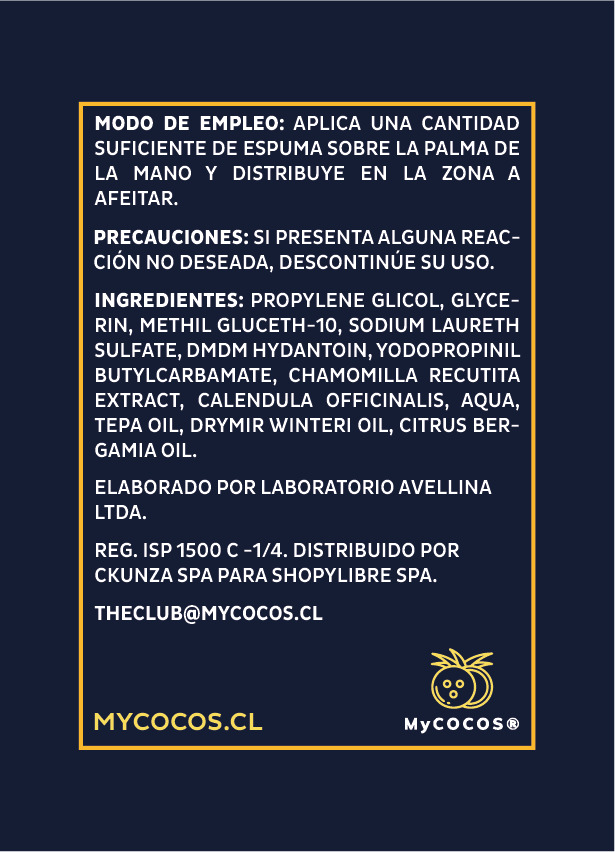 MODO DE EMPLEO: APLICA UNA CANTIDAD
SUFICIENTE DE ESPUMA SOBRE LA PALMA DE
LA MANO Y DISTRIBUYE EN LA ZONA A
AFEITAR.
PRECAUCIONES: SI PRESENTA ALGUNA REAC-
CIÓN NO DESEADA, DESCONTINÚE SU USO.
INGREDIENTES: PROPYLENE GLICOL, GLYCE-
RIN, METHIL GLUCETH-10, SODIUM LAURETH
SULFATE, DMDM HYDANTOIN, YODOPROPINIL
BUTYLCARBAMATE, CHAMOMILLA RECUTITA
EXTRACT, CALENDULA OFFICINALIS, AQUA,
TEPA OIL, DRYMIR WINTERI OIL, CITRUS BER-
GAMIA OIL.
ELABORADO POR LABORATORIO AVELLINA
LTDA.
REG. ISP 1500 C -1/4. DISTRIBUIDO POR
CKUNZA SPA PARA SHOPYLIBRE SPA.
THECLUB@MYCOCOS.CL
MYCOCOS.CL
MyCOCOS®